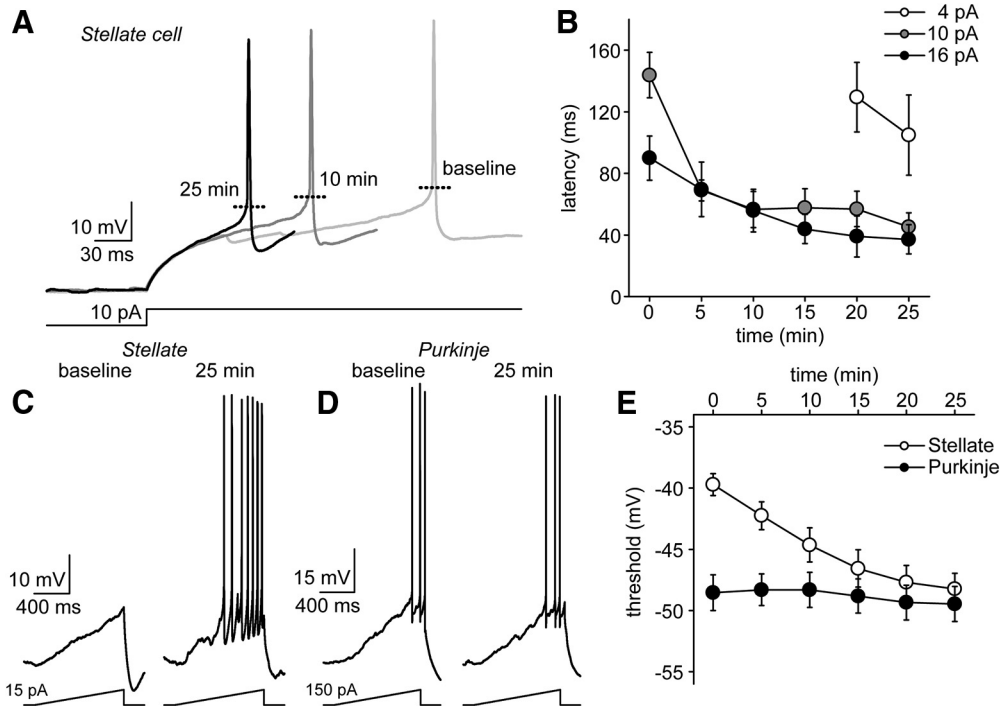 A
Stellate cell
25 min
10 min
baseline
10 mV
30 ms
10 pA
B
4 pA
10 pA
16 pA
160
120
80
40
0
latency (ms)
0 5 10 15 20 25
time (min)
Stellate
baseline 25 min
C
10 mV
400 ms
15 pA
Purkinje
baseline 25 min
D
15 mV
400 ms
150 pA
E
time (min)
0 5 10 15 20 25
-35
-40
-45
-50
-55
threshold (mV)
Stellate
Purkinje